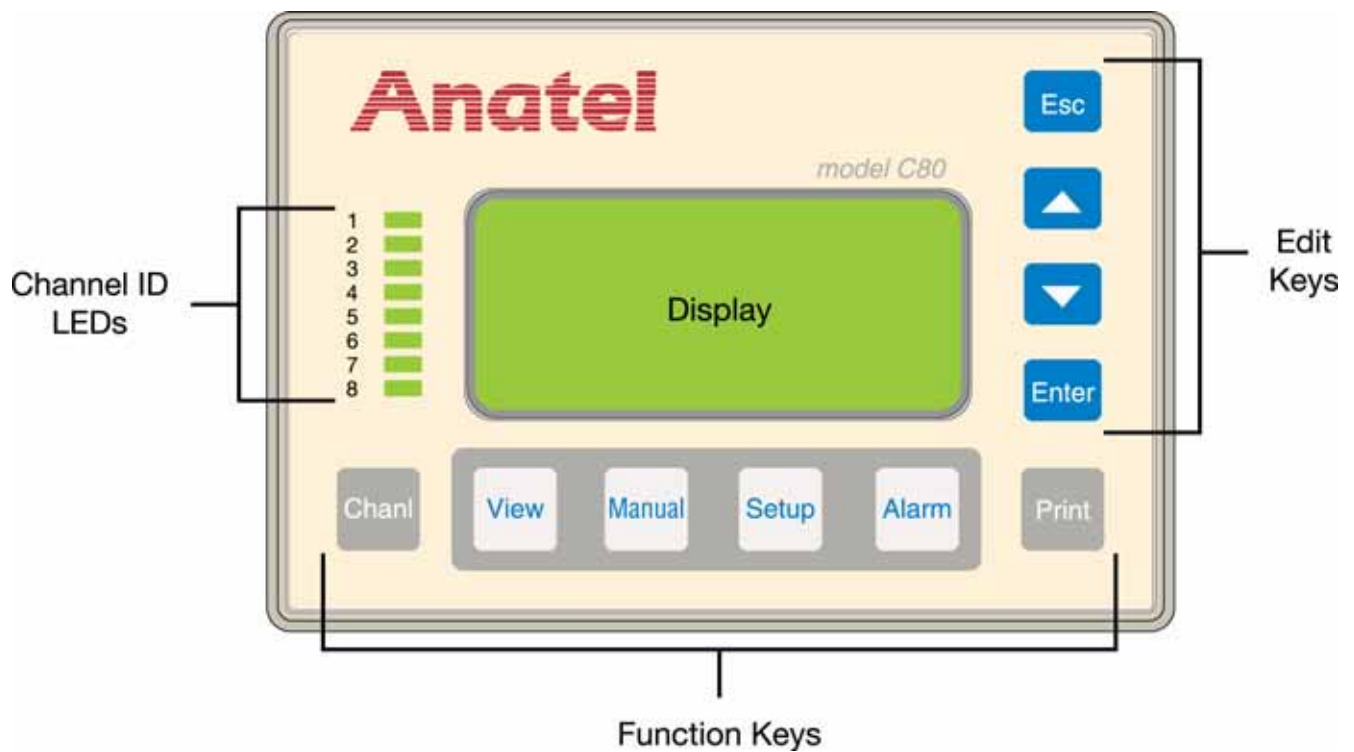 Anatel
model C80
Esc
Enter
Edit
Keys
Channel ID
LEDs
1
2
3
4
5
6
7
8
Display
Chanl
View
Manual
Setup
Alarm
Print
Function Keys